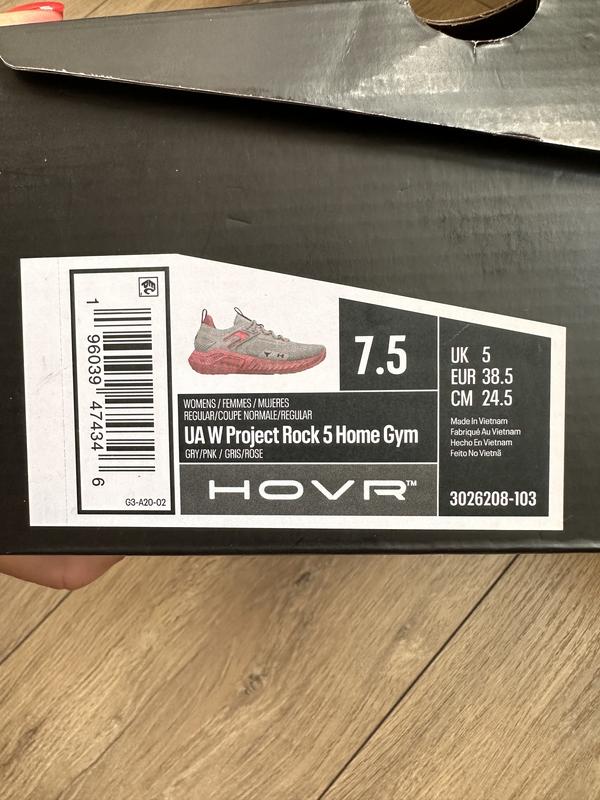 1 96039 47434 6
G3-A20-02
7.5
UK 5
EUR 38.5
CM 24.5
WOMENS / FEMMES / MUJERES
REGULAR/COUPE NORMALE/REGULAR
UA W Project Rock 5 Home Gym
GRY/PNK / GRIS/ROSE
HOVR™
Made In Vietnam
Fabriqué Au Vietnam
Hecho En Vietnam
Feito No Vietnã
3026208-103